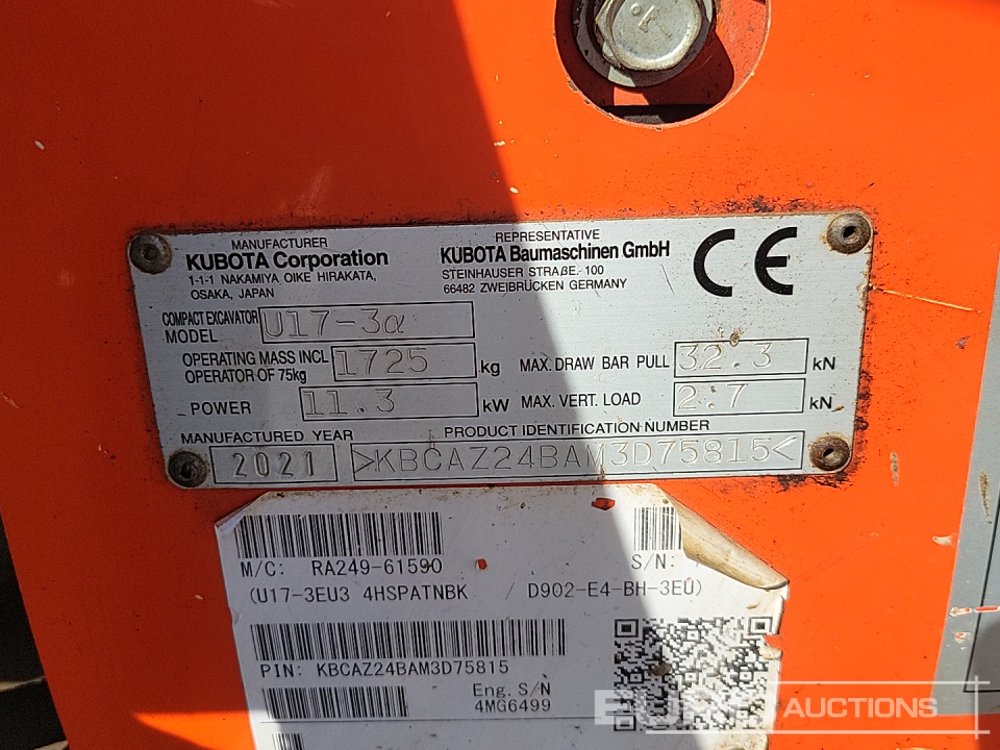 MANUFACTURER
KUBOTA Corporation
1-1-1 NAKAMIYA OIKE HIRAKATA,
OSAKA, JAPAN
REPRESENTATIVE
KUBOTA Baumaschinen GmbH
STEINHAUSER STRAßE. 100
66482 ZWEIBRÜCKEN GERMANY
CE
COMPACT EXCAVATOR
MODEL U17-3α
OPERATING MASS INCL
OPERATOR OF 75kg 1725 kg
MAX. DRAW BAR PULL 32.3 kN
POWER 11.3 kW
MAX. VERT. LOAD 2.7 kN
MANUFACTURED YEAR
2021
PRODUCT IDENTIFICATION NUMBER
>KBCAZ24BAM3D75815<
M/C: RA249-61590
S/N:
(U17-3EU3 4HSPATNBK / D902-E4-BH-3EU)
PIN: KBCAZ24BAM3D75815
Eng. S/N
4MG6499
EURO AUCTIONS